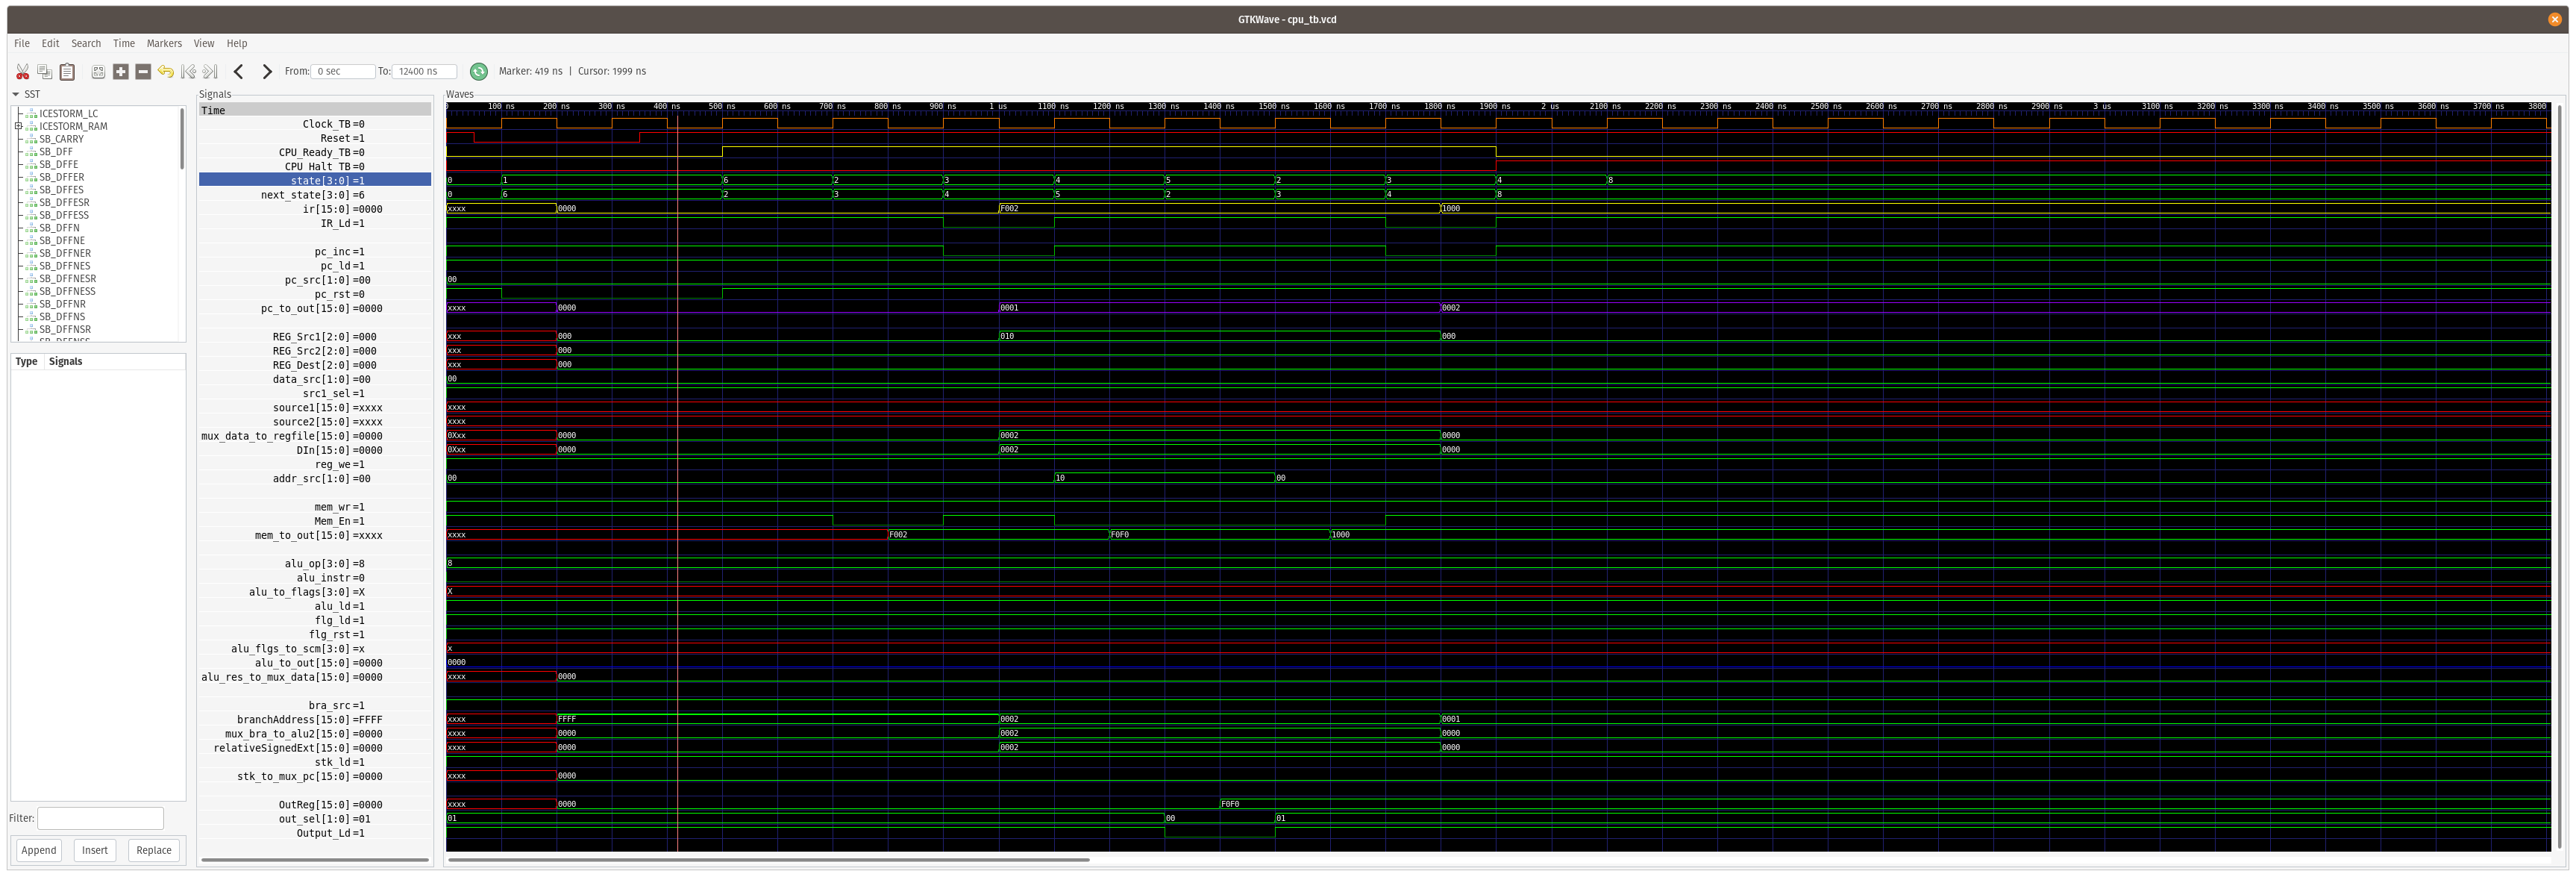 GTKWave - cpu_tb.vcd
File Edit Search Time Markers View Help
From: 0 sec To: 12400 ns Marker: 419 ns | Cursor: 1999 ns
SST
ICESTORM_LC
ICESTORM_RAM
SB_CARRY
SB_DFF
SB_DFFE
SB_DFFER
SB_DFFES
SB_DFFESR
SB_DFFESS
SB_DFFN
SB_DFFNE
SB_DFFNER
SB_DFFNES
SB_DFFNESR
SB_DFFNESS
SB_DFFNR
SB_DFFNS
SB_DFFNSR
SB_DFFNSS
Type Signals
Filter:
Append Insert Replace
Signals
Time
Clock_TB=0
Reset=1
CPU_Ready_TB=0
CPU_Halt_TB=0
state[3:0]=1
next_state[3:0]=6
ir[15:0]=0000
IR_Ld=1
pc_inc=1
pc_ld=1
pc_src[1:0]=00
pc_rst=0
pc_to_out[15:0]=0000
REG_Src1[2:0]=000
REG_Src2[2:0]=000
REG_Dest[2:0]=000
data_src[1:0]=00
src1_sel=1
source1[15:0]=xxxx
source2[15:0]=xxxx
mux_data_to_regfile[15:0]=0000
DIn[15:0]=0000
reg_we=1
addr_src[1:0]=00
mem_wr=1
Mem_En=1
mem_to_out[15:0]=xxxx
alu_op[3:0]=8
alu_instr=0
alu_to_flags[3:0]=X
alu_ld=1
flg_ld=1
flg_rst=1
alu_flgs_to_scm[3:0]=x
alu_to_out[15:0]=0000
alu_res_to_mux_data[15:0]=0000
bra_src=1
branchAddress[15:0]=FFFF
mux_bra_to_alu2[15:0]=0000
relativeSignedExt[15:0]=0000
stk_ld=1
stk_to_mux_pc[15:0]=0000
OutReg[15:0]=0000
out_sel[1:0]=01
Output_Ld=1
Waves
0 100 ns 200 ns 300 ns 400 ns 500 ns 600 ns 700 ns 800 ns 900 ns 1 us 1100 ns 1200 ns 1300 ns 1400 ns 1500 ns 1600 ns 1700 ns 1800 ns 1900 ns 2 us 2100 ns 2200 ns 2300 ns 2400 ns 2500 ns 2600 ns 2700 ns 2800 ns 2900 ns 3 us 3100 ns 3200 ns 3300 ns 3400 ns 3500 ns 3600 ns 3700 ns 3800
0 1 6 2 3 4 5 2 3 4 8
0 6 2 3 4 5 2 3 4 8
xxxx 0000 F002 1000
00
xxxx 0000 0001 0002
xxx 000 010 000
xxx 000
xxx 000
00
xxxx
xxxx
0Xxx 0000 0002 0000
0Xxx 0000 0002 0000
00 10 00
xxxx F002 F0F0 1000
8
X
x
0000
xxxx 0000
xxxx FFFF 0002 0001
xxxx 0000 0002 0000
xxxx 0000 0002 0000
xxxx 0000
xxxx 0000 F0F0
01 00 01